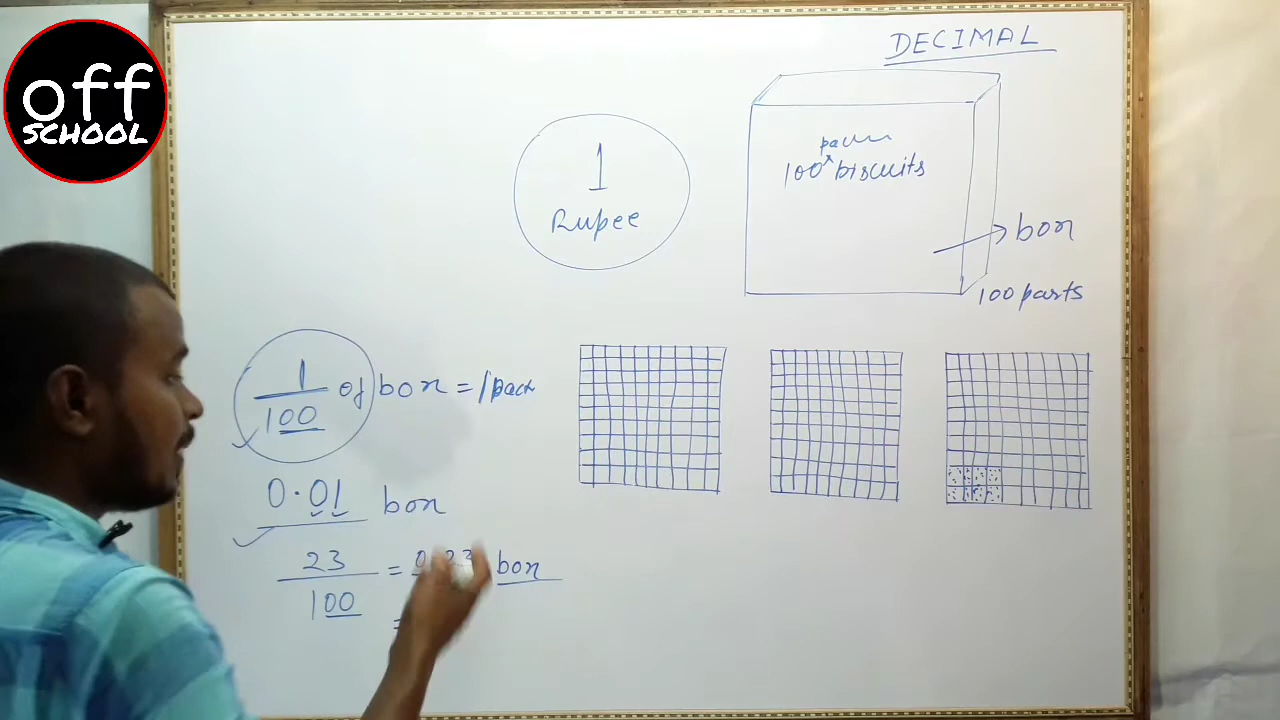 off
SCHOOL
DECIMAL
1
Rupee
pack
100 biscuits
box
100 parts
1/100 of box = 1 pack
0.01 box
23/100 = 0.23 box
=